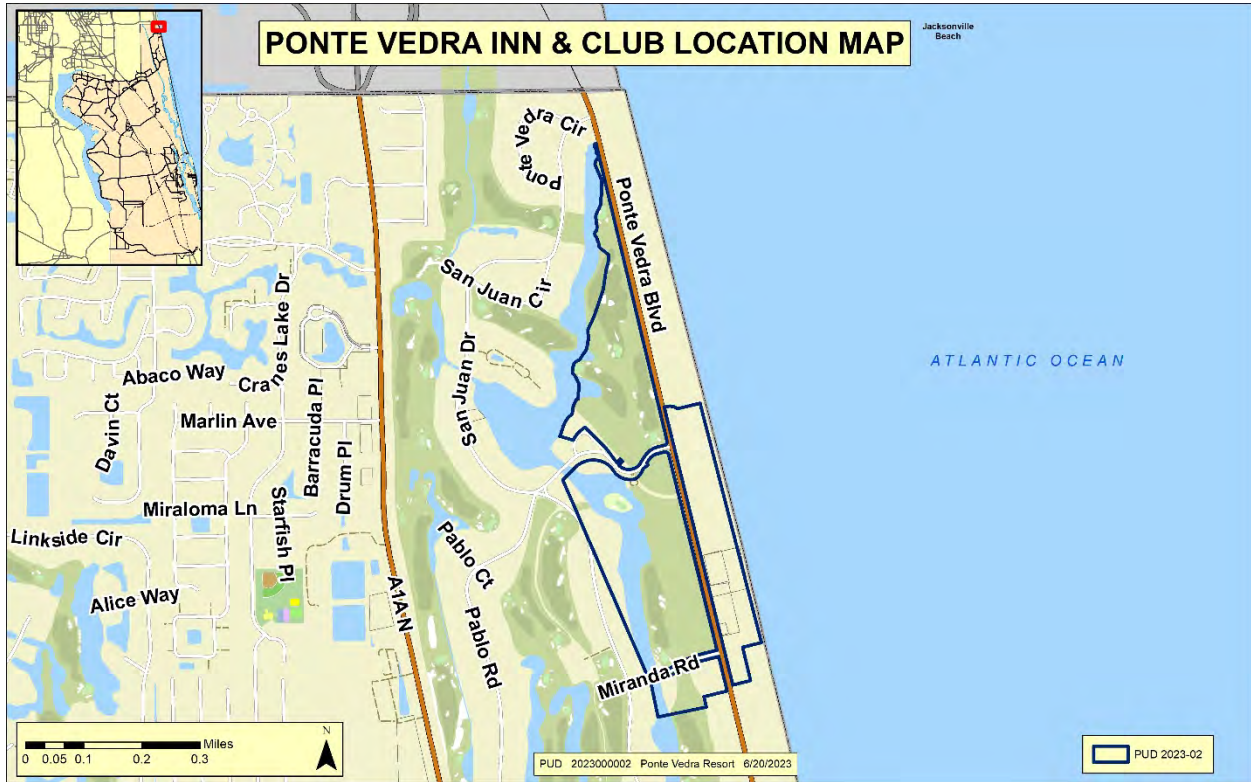 PONTE VEDRA INN & CLUB LOCATION MAP
Jacksonville
Beach
Ponte Vedra Cir
Ponte Vedra Blvd
San Juan Cir
ATLANTIC OCEAN
Cranes Lake Dr
San Juan Dr
Abaco Way
Barracuda Pl
Davin Ct
Marlin Ave
Drum Pl
Miraloma Ln
Starfish Pl
Linkside Cir
Pablo Ct
Alice Way
A1A N
Pablo Rd
Miranda Rd
Miles
0 0.05 0.1 0.2 0.3
N
PUD 2023000002 Ponte Vedra Resort 6/20/2023
PUD 2023-02